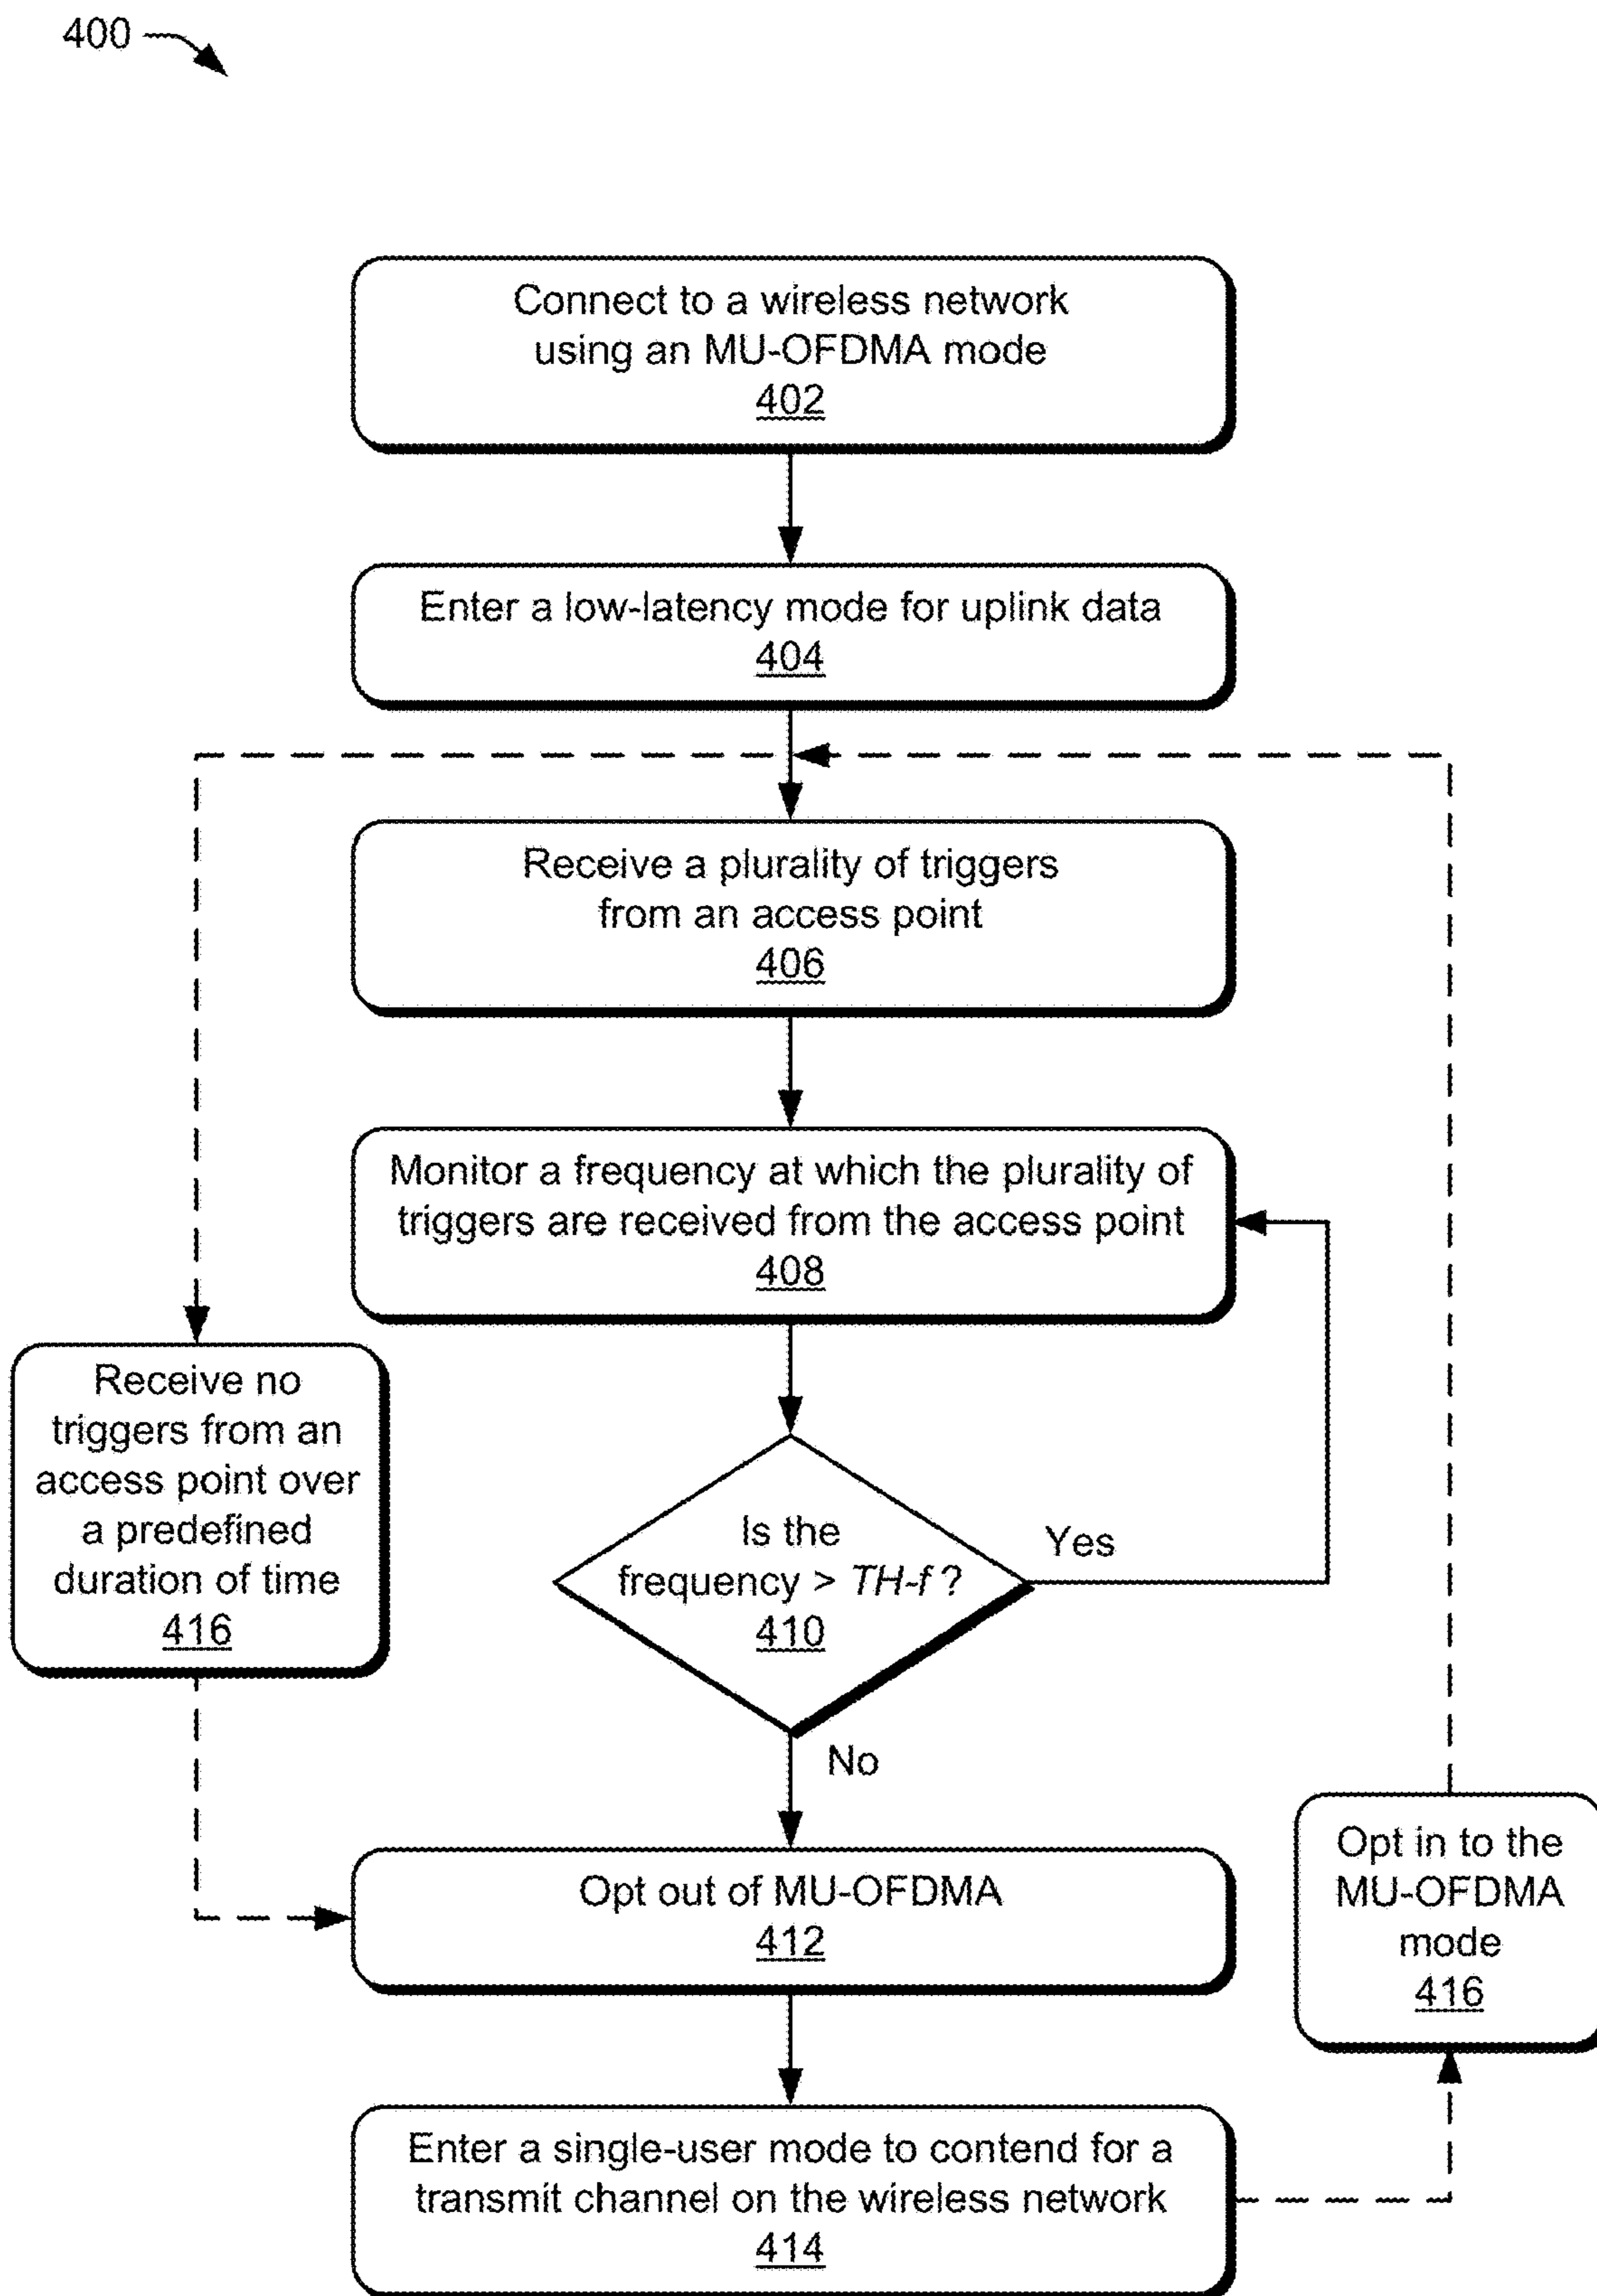 400
Connect to a wireless network
using an MU-OFDMA mode
402
Enter a low-latency mode for uplink data
404
Receive a plurality of triggers
from an access point
406
Monitor a frequency at which the plurality of
triggers are received from the access point
408
Receive no
triggers from an
access point over
a predefined
duration of time
416
Is the
frequency > TH-f ?
410
Yes
No
Opt out of MU-OFDMA
412
Opt in to the
MU-OFDMA
mode
416
Enter a single-user mode to contend for a
transmit channel on the wireless network
414